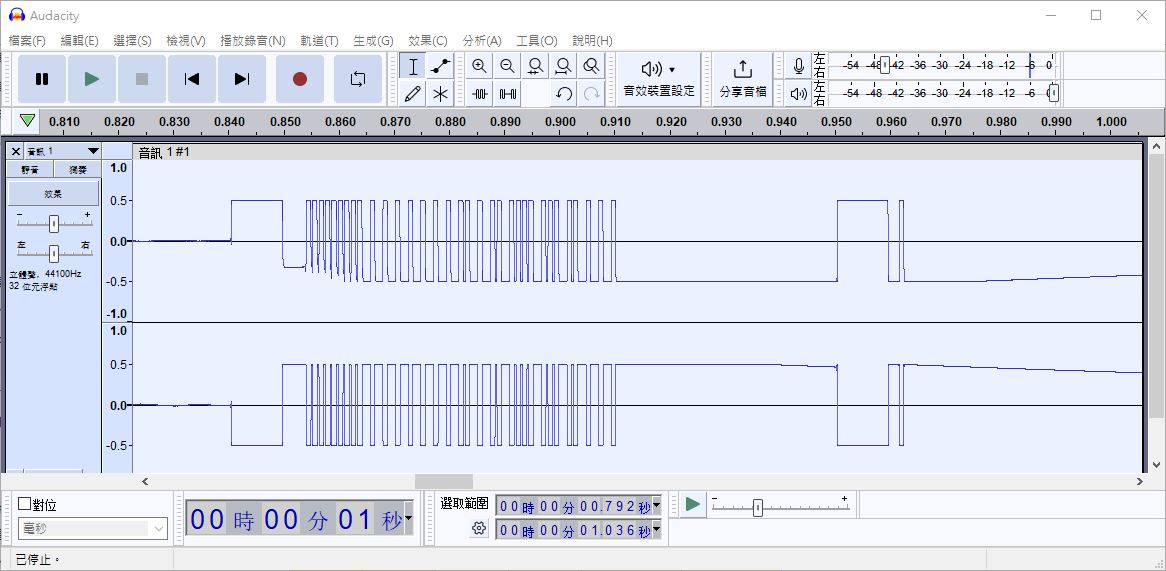 Audacity
檔案(F) 編輯(E) 選擇(S) 檢視(V) 播放錄音(N) 軌道(T) 生成(G) 效果(C) 分析(A) 工具(O) 說明(H)
音效裝置設定
分享音檔
左
右
-54 -48 -42 -36 -30 -24 -18 -12 -6 0
左
右
-54 -48 -42 -36 -30 -24 -18 -12 -6 0
0.810 0.820 0.830 0.840 0.850 0.860 0.870 0.880 0.890 0.900 0.910 0.920 0.930 0.940 0.950 0.960 0.970 0.980 0.990 1.000
音訊 1
音訊 1 #1
靜音 獨奏
效果
- +
左 右
立體聲, 44100Hz
32 位元浮點
1.0
0.5
0.0
-0.5
-1.0
1.0
0.5
0.0
-0.5
對位
毫秒
00 時 00 分 01 秒
選取範圍
00 時 00 分 00.792 秒
00 時 00 分 01.036 秒
- +
已停止。